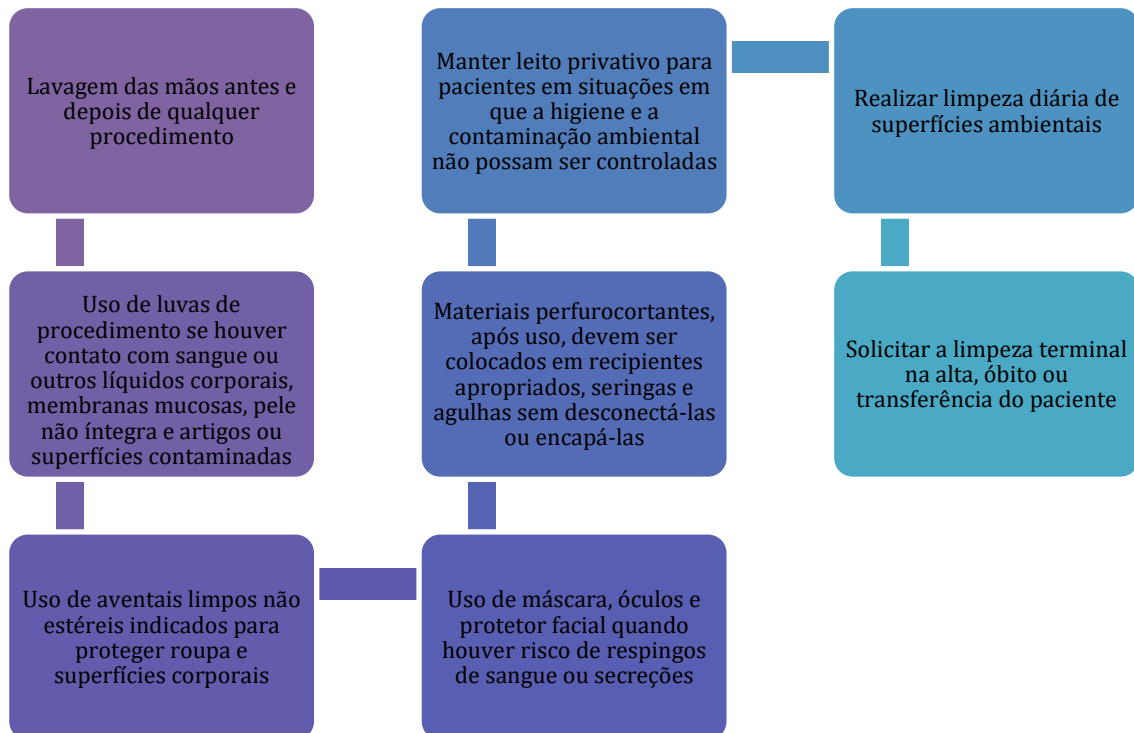 Lavagem das mãos antes e
depois de qualquer
procedimento
Uso de luvas de
procedimento se houver
contato com sangue ou
outros líquidos corporais,
membranas mucosas, pele
não íntegra e artigos ou
superfícies contaminadas
Uso de aventais limpos não
estéreis indicados para
proteger roupa e
superfícies corporais
Uso de máscara, óculos e
protetor facial quando
houver risco de respingos
de sangue ou secreções
Materiais perfurocortantes,
após uso, devem ser
colocados em recipientes
apropriados, seringas e
agulhas sem desconectá-las
ou encapá-las
Manter leito privativo para
pacientes em situações em
que a higiene e a
contaminação ambiental
não possam ser controladas
Realizar limpeza diária de
superfícies ambientais
Solicitar a limpeza terminal
na alta, óbito ou
transferência do paciente